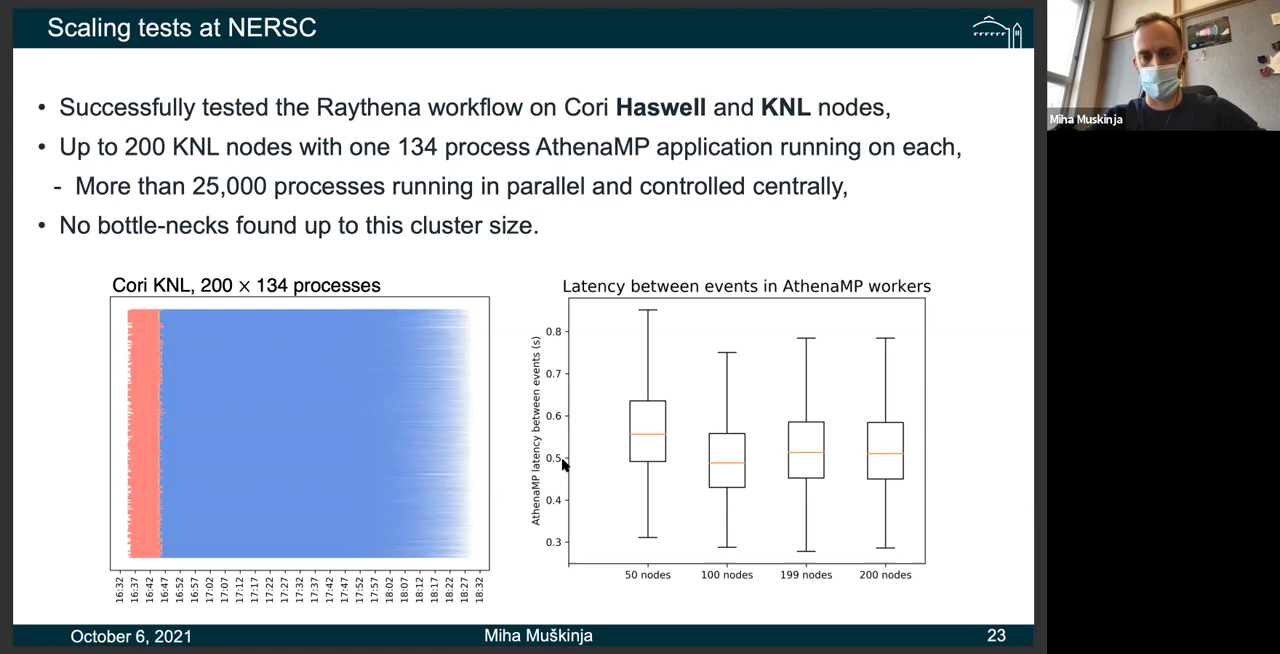 Scaling tests at NERSC
• Successfully tested the Raythena workflow on Cori Haswell and KNL nodes,
• Up to 200 KNL nodes with one 134 process AthenaMP application running on each,
- More than 25,000 processes running in parallel and controlled centrally,
• No bottle-necks found up to this cluster size.
Cori KNL, 200 × 134 processes
16:32 16:37 16:42 16:47 16:52 16:57 17:02 17:07 17:12 17:17 17:22 17:27 17:32 17:37 17:42 17:47 17:52 17:57 18:02 18:07 18:12 18:17 18:22 18:27 18:32
Latency between events in AthenaMP workers
AthenaMP latency between events (s)
0.8
0.7
0.6
0.5
0.4
0.3
50 nodes 100 nodes 199 nodes 200 nodes
October 6, 2021 Miha Muškinja 23
Miha Muskinja